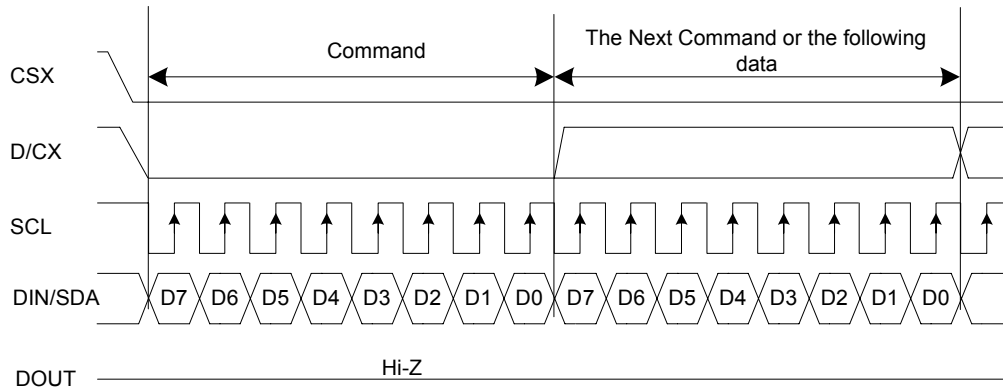 Command
The Next Command or the following
data
CSX
D/CX
SCL
DIN/SDA
D7 D6 D5 D4 D3 D2 D1 D0 D7 D6 D5 D4 D3 D2 D1 D0
Hi-Z
DOUT